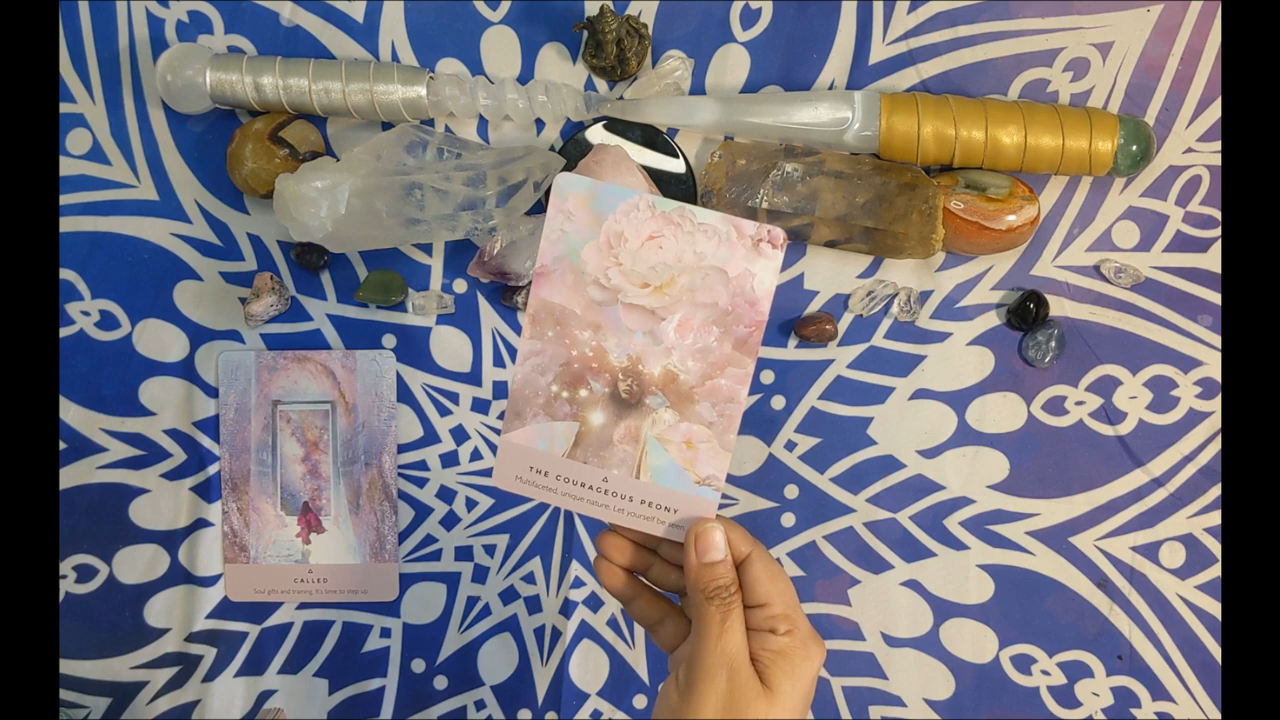 CALLED
Soul gifts and training. It's time to step up.
THE COURAGEOUS PEONY
Multifaceted, unique nature. Let yourself be seen.